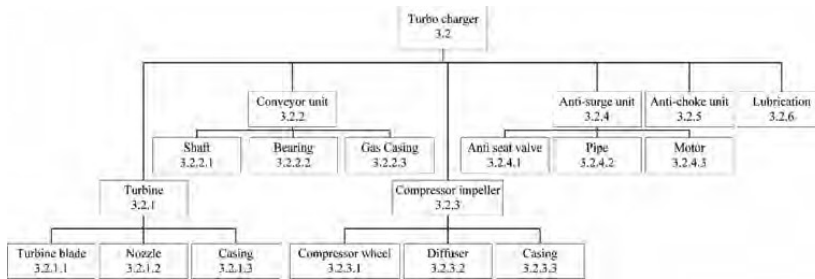 Turbo charger
3.2
Conveyor unit
3.2.2
Anti-surge unit
3.2.4
Anti-choke unit
3.2.5
Lubrication
3.2.6
Shaft
3.2.2.1
Bearing
3.2.2.2
Gas Casing
3.2.2.3
Anti seat valve
3.2.4.1
Pipe
3.2.4.2
Motor
3.2.4.3
Turbine
3.2.1
Compressor impeller
3.2.3
Turbine blade
3.2.1.1
Nozzle
3.2.1.2
Casing
3.2.1.3
Compressor wheel
3.2.3.1
Diffuser
3.2.3.2
Casing
3.2.3.3